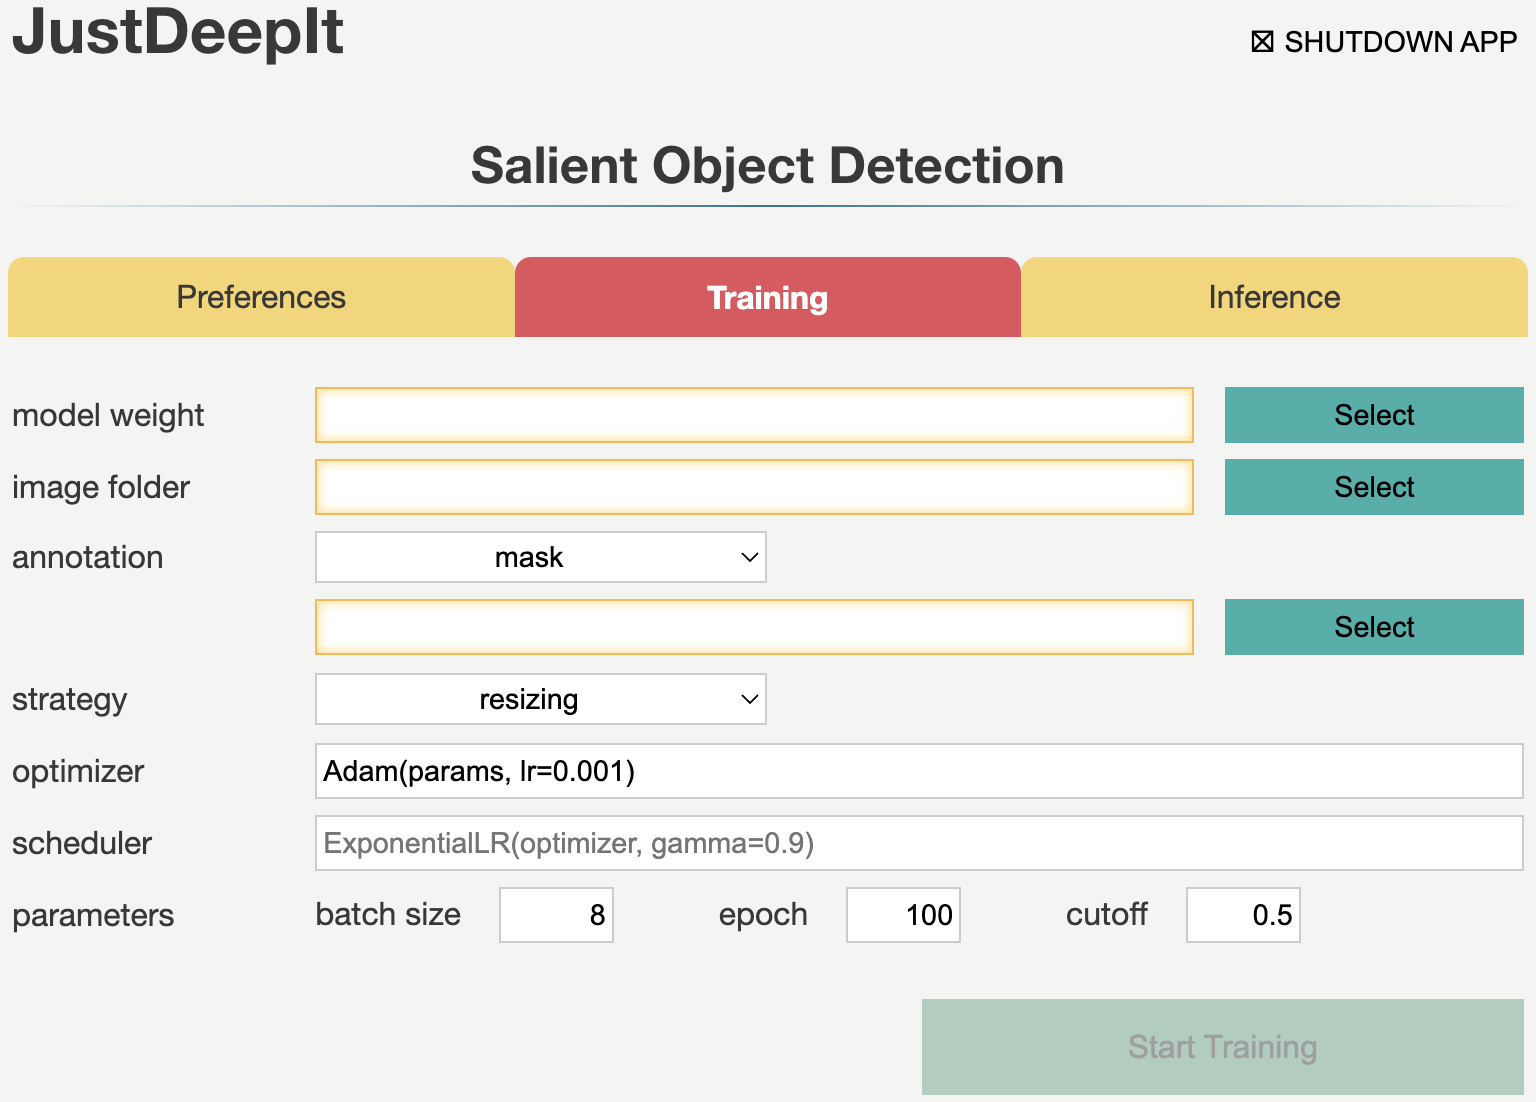 JustDeepIt
☒ SHUTDOWN APP
Salient Object Detection
Preferences Training Inference
model weight Select
image folder Select
annotation mask
Select
strategy resizing
optimizer Adam(params, lr=0.001)
scheduler ExponentialLR(optimizer, gamma=0.9)
parameters batch size 8 epoch 100 cutoff 0.5
Start Training